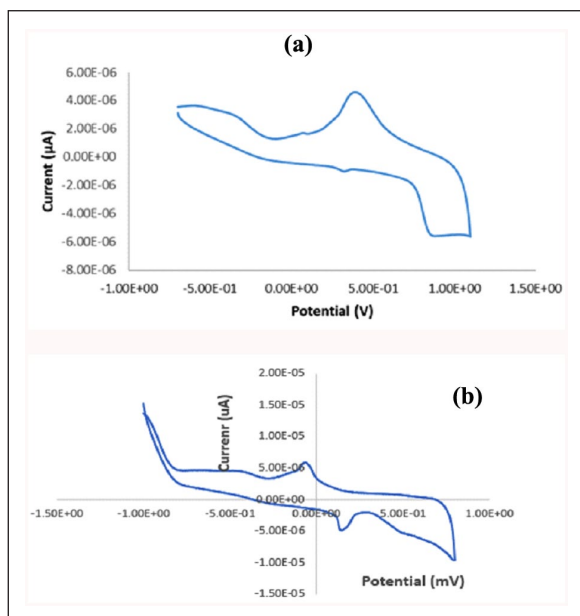 (a)
6.00E-06
4.00E-06
2.00E-06
0.00E+00
-2.00E-06
-4.00E-06
-6.00E-06
-8.00E-06
Current (µA)
-1.00E+00 -5.00E-01 0.00E+00 5.00E-01 1.00E+00 1.50E+00
Potential (V)
(b)
2.00E-05
1.50E-05
1.00E-05
5.00E-06
0.00E+00
-5.00E-06
-1.00E-05
-1.50E-05
Currenr (uA)
-1.50E+00 -1.00E+00 -5.00E-01 0.00E+00 5.00E-01 1.00E+00
Potential (mV)